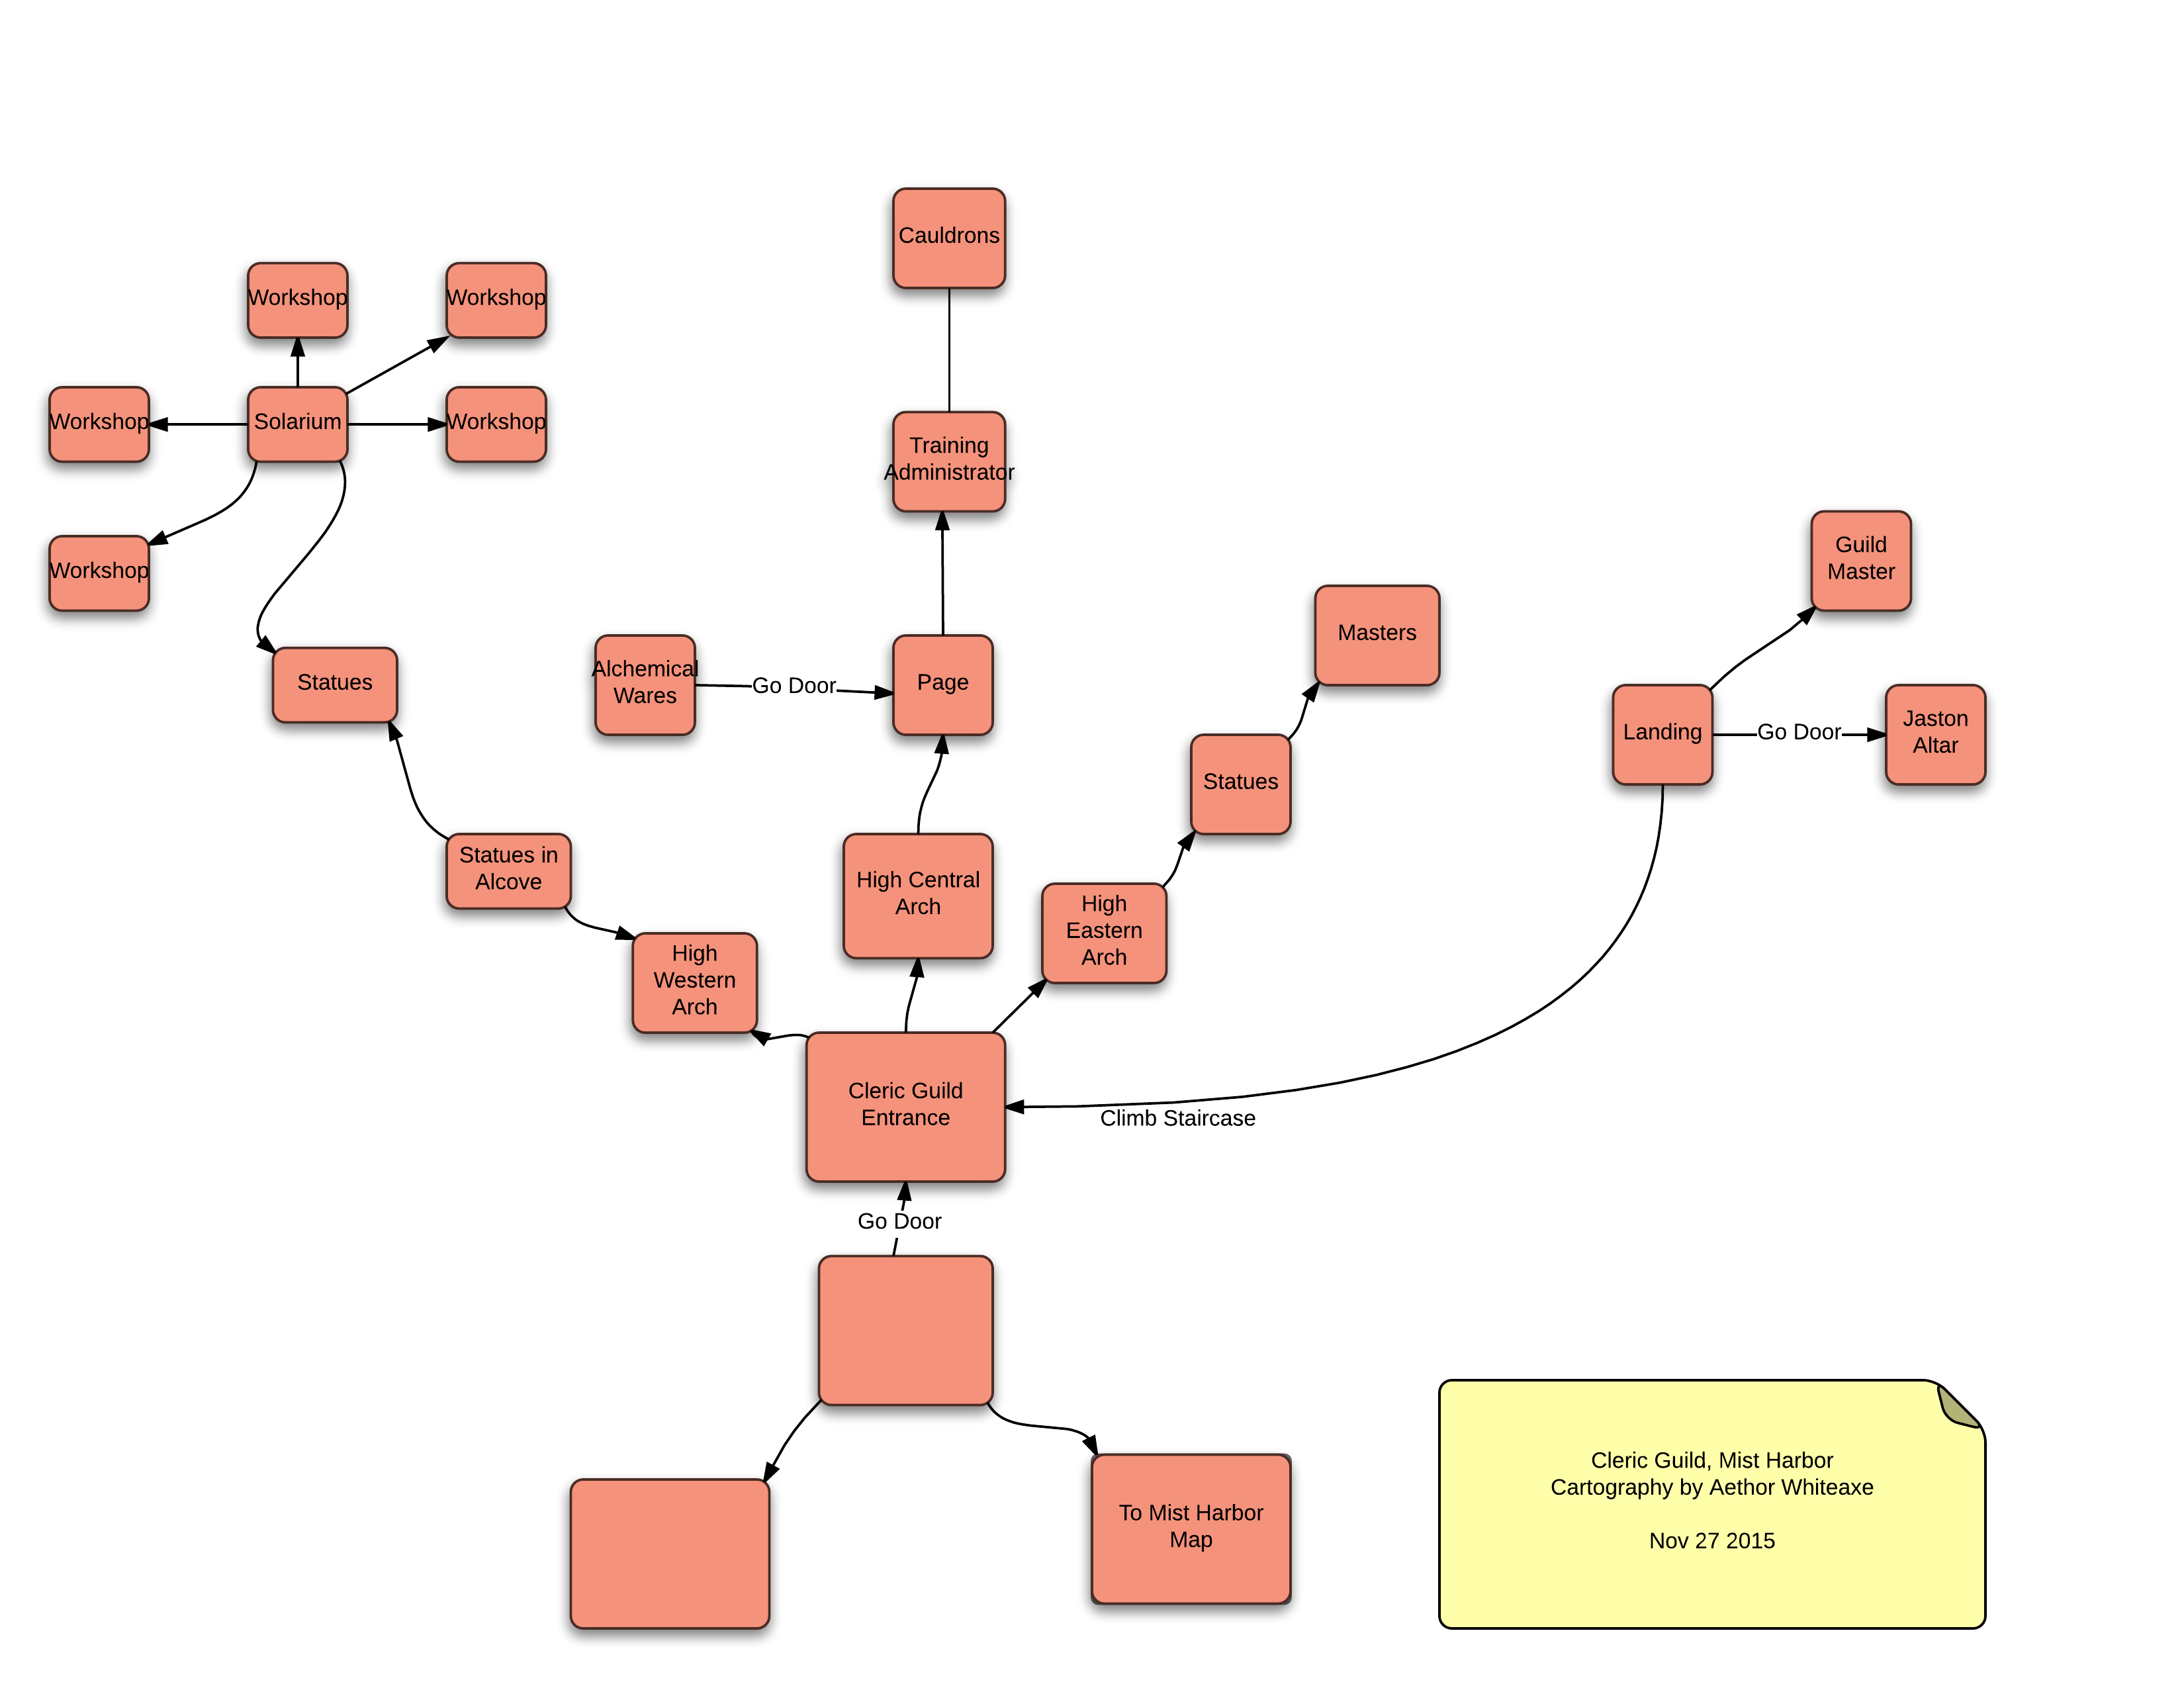 Cauldrons
Workshop
Workshop
Workshop
Solarium
Workshop
Training
Administrator
Workshop
Guild
Master
Statues
Alchemical
Wares
Go Door
Page
Masters
Landing
Go Door
Jaston
Altar
Statues
Statues in
Alcove
High Central
Arch
High
Eastern
Arch
High
Western
Arch
Cleric Guild
Entrance
Climb Staircase
Go Door
To Mist Harbor
Map
Cleric Guild, Mist Harbor
Cartography by Aethor Whiteaxe
Nov 27 2015